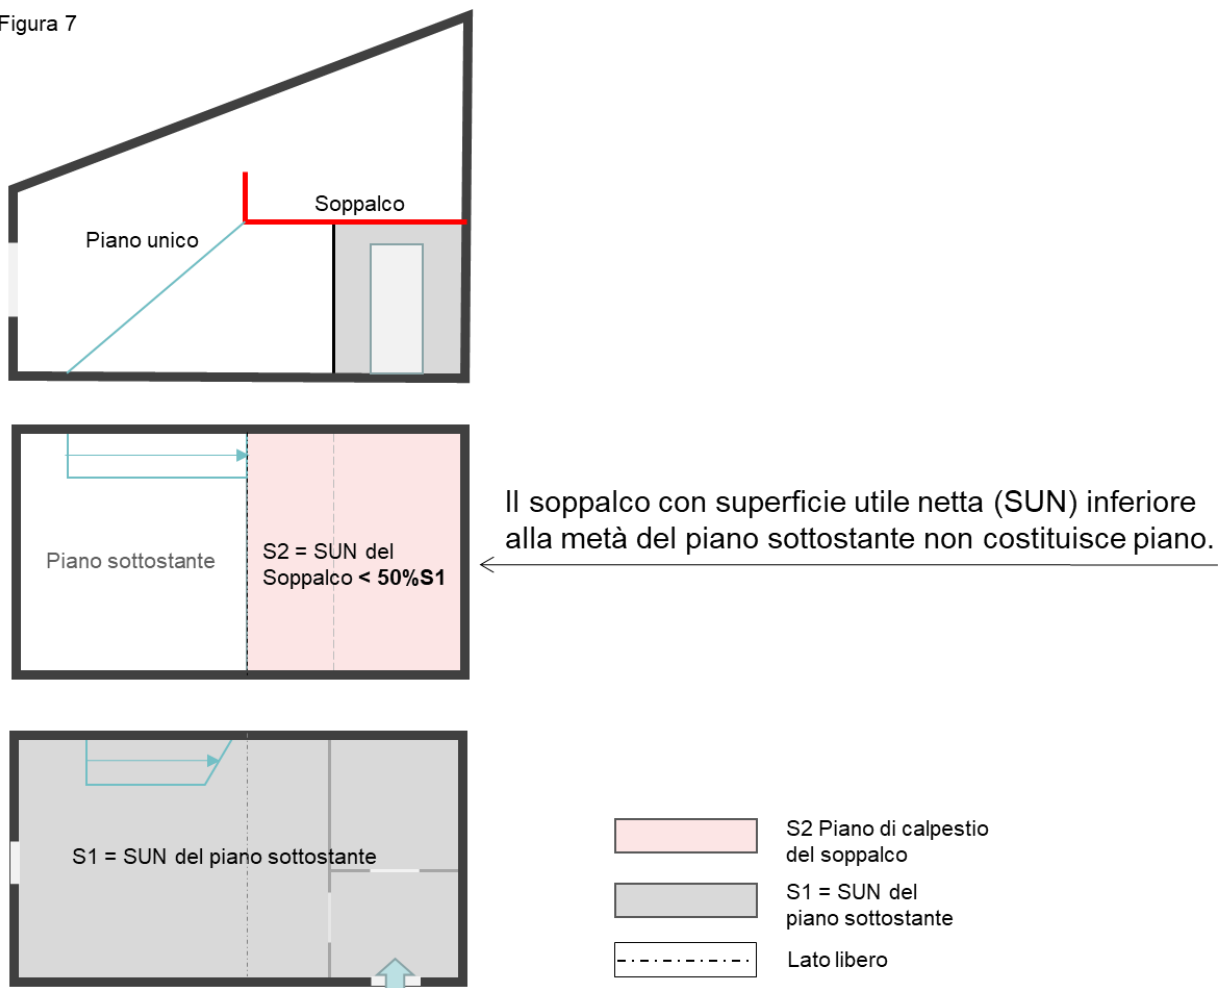 Figura 7
Soppalco
Piano unico
Il soppalco con superficie utile netta (SUN) inferiore
alla metà del piano sottostante non costituisce piano.
Piano sottostante
S2 = SUN del
Soppalco < 50%S1
S1 = SUN del piano sottostante
S2 Piano di calpestio
del soppalco
S1 = SUN del
piano sottostante
Lato libero